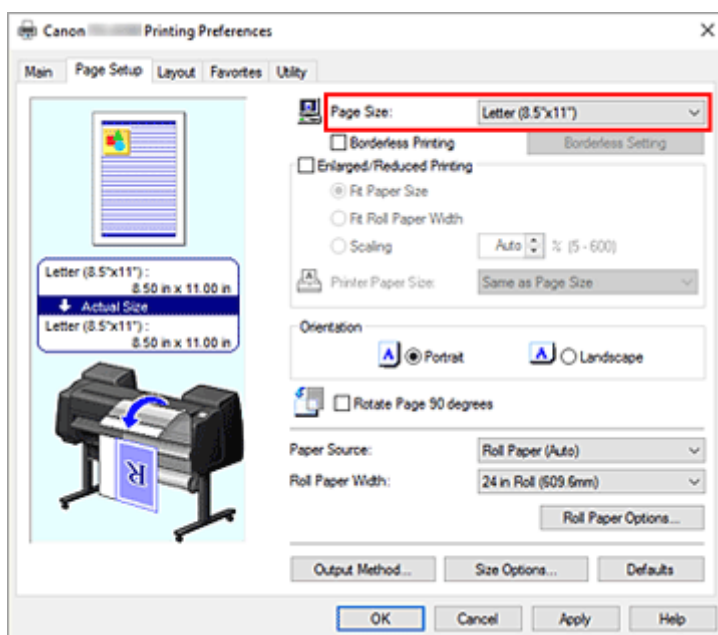 Canon Printing Preferences
Main Page Setup Layout Favorites Utility
Page Size: Letter (8.5"x11")
Borderless Printing Borderless Setting
Enlarged/Reduced Printing
Fit Paper Size
Fit Roll Paper Width
Scaling Auto % (5 - 600)
Printer Paper Size: Same as Page Size
Letter (8.5"x11") :
8.50 in x 11.00 in
Actual Size
Letter (8.5"x11") :
8.50 in x 11.00 in
Orientation
A Portrait A Landscape
Rotate Page 90 degrees
R
Paper Source: Roll Paper (Auto)
Roll Paper Width: 24 in Roll (609.6mm)
Roll Paper Options...
Output Method... Size Options... Defaults
OK Cancel Apply Help